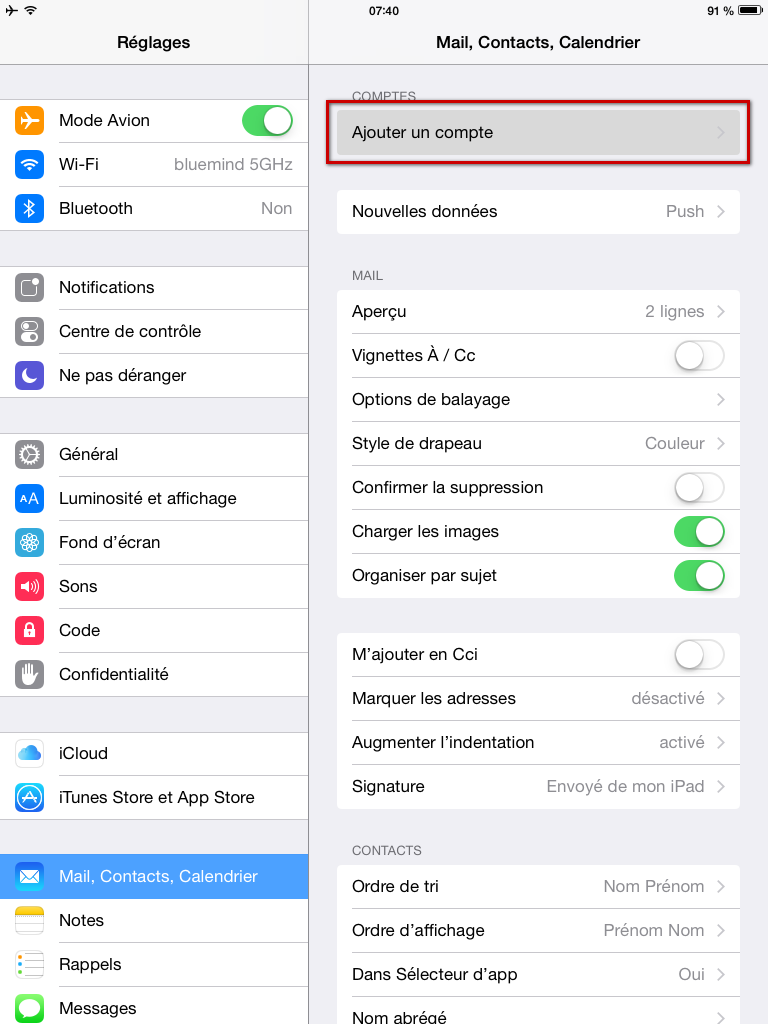 07:40
91 %
Réglages
Mail, Contacts, Calendrier
Mode Avion
Wi-Fi bluemind 5GHz
Bluetooth Non
Notifications
Centre de contrôle
Ne pas déranger
Général
AA Luminosité et affichage
Fond d’écran
Sons
Code
Confidentialité
iCloud
iTunes Store et App Store
Mail, Contacts, Calendrier
Notes
Rappels
Messages
COMPTES
Ajouter un compte
Nouvelles données Push
MAIL
Aperçu 2 lignes
Vignettes À / Cc
Options de balayage
Style de drapeau Couleur
Confirmer la suppression
Charger les images
Organiser par sujet
M’ajouter en Cci
Marquer les adresses désactivé
Augmenter l’indentation activé
Signature Envoyé de mon iPad
CONTACTS
Ordre de tri Nom Prénom
Ordre d’affichage Prénom Nom
Dans Sélecteur d’app Oui
Nom abrégé